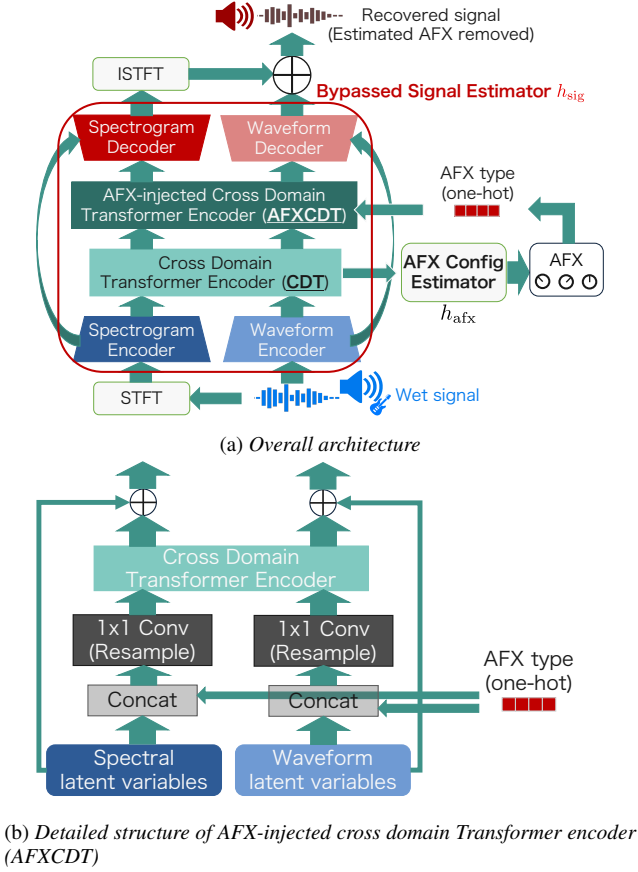 Recovered signal
(Estimated AFX removed)
ISTFT
Bypassed Signal Estimator h_sig
Spectrogram
Decoder
Waveform
Decoder
AFX-injected Cross Domain
Transformer Encoder (AFXCDT)
AFX type
(one-hot)
Cross Domain
Transformer Encoder (CDT)
AFX Config
Estimator
AFX
h_afx
Spectrogram
Encoder
Waveform
Encoder
STFT
Wet signal
(a) Overall architecture
Cross Domain
Transformer Encoder
1x1 Conv
(Resample)
1x1 Conv
(Resample)
AFX type
(one-hot)
Concat
Concat
Spectral
latent variables
Waveform
latent variables
(b) Detailed structure of AFX-injected cross domain Transformer encoder
(AFXCDT)